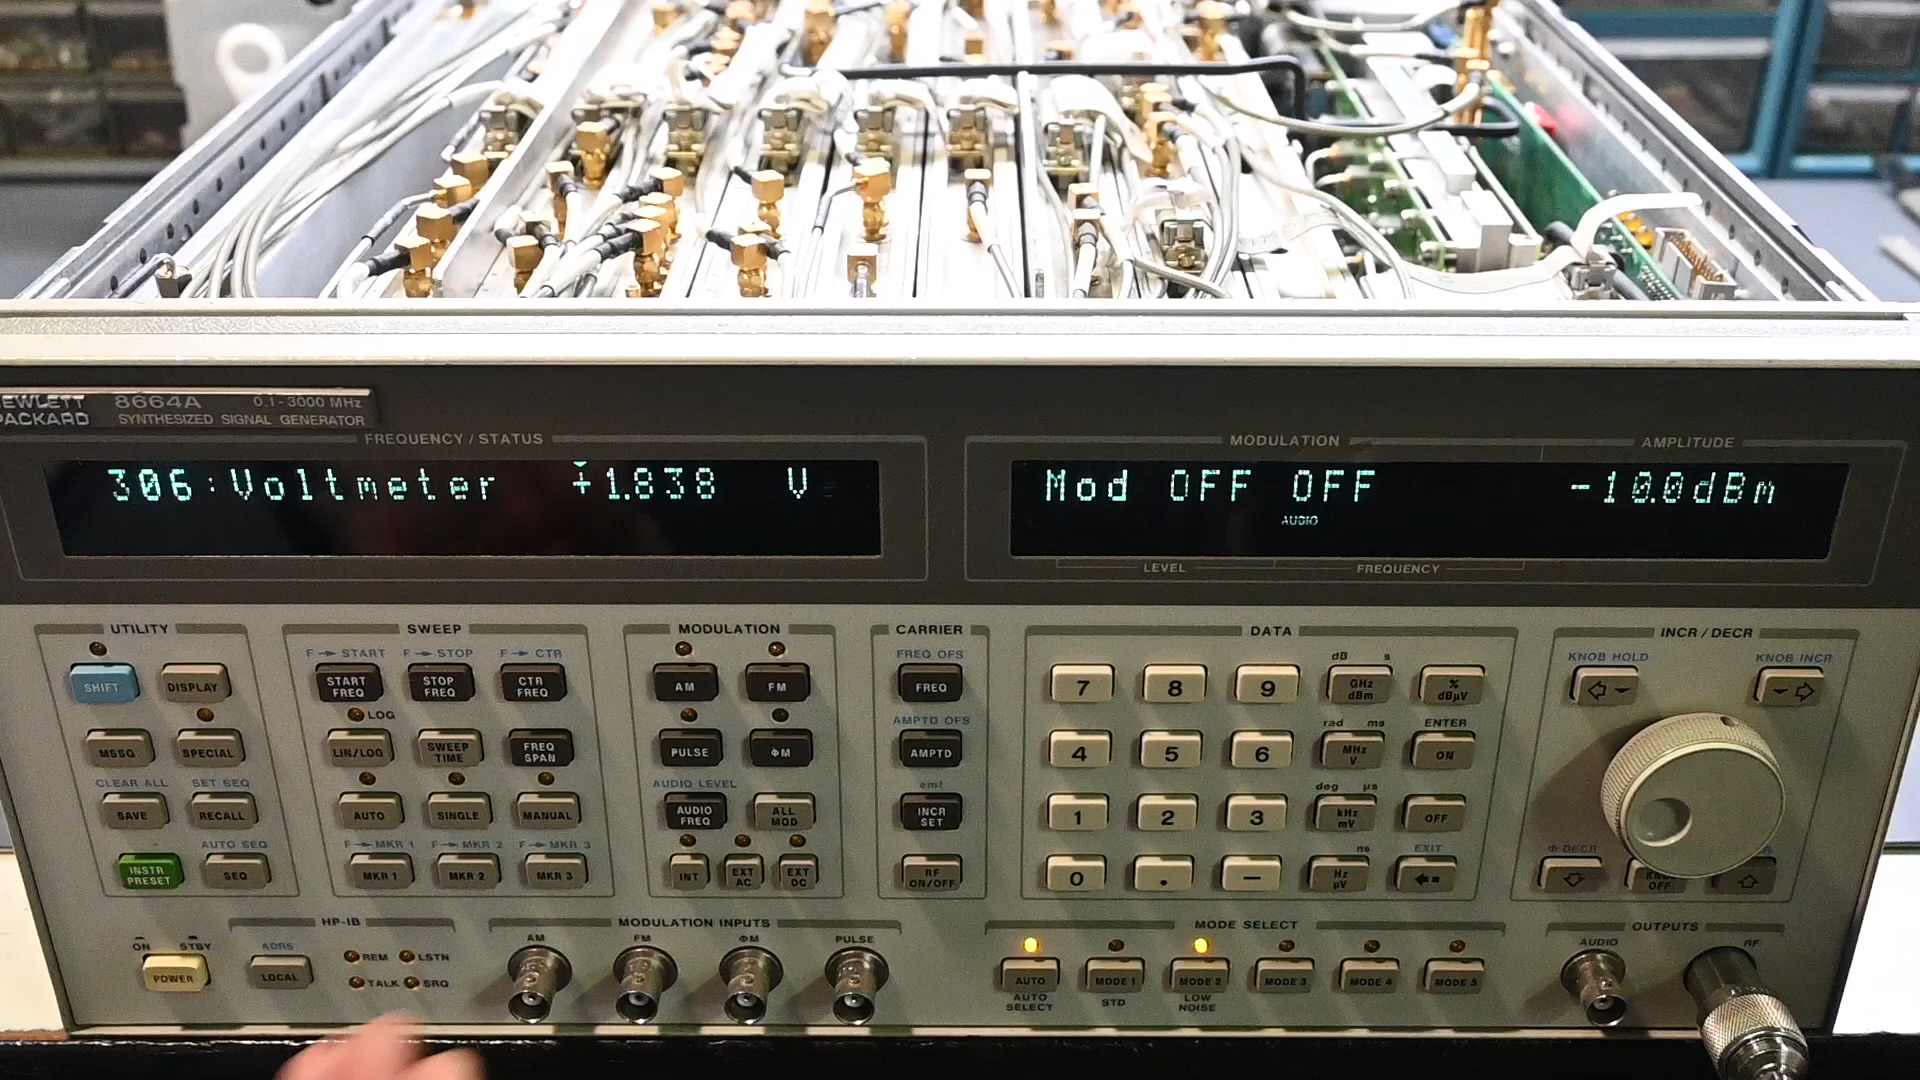 HEWLETT PACKARD
8664A 0.1-3000 MHz
SYNTHESIZED SIGNAL GENERATOR
FREQUENCY / STATUS
306:Voltmeter +1.838 V
MODULATION AMPLITUDE
Mod OFF OFF -10.0dBm
AUDIO
LEVEL FREQUENCY
UTILITY
SHIFT DISPLAY
MSSG SPECIAL
CLEAR ALL SET SEQ
SAVE RECALL
AUTO SEQ
INSTR PRESET SEQ
SWEEP
F→START F→STOP F→CTR
START FREQ STOP FREQ CTR FREQ
LOG
LIN/LOG SWEEP TIME FREQ SPAN
AUTO SINGLE MANUAL
F→MKR 1 F→MKR 2 F→MKR 3
MKR 1 MKR 2 MKR 3
MODULATION
AM FM
PULSE ΦM
AUDIO LEVEL
AUDIO FREQ ALL MOD
INT EXT AC EXT DC
CARRIER
FREQ OFS
FREQ
AMPTD OFS
AMPTD
emf
INCR SET
RF ON/OFF
DATA
dB s
7 8 9 GHz dBm % dBμV
rad ms ENTER
4 5 6 MHz V ON
deg μs
1 2 3 kHz mV OFF
ns EXIT
0 . − Hz μV
INCR / DECR
KNOB HOLD KNOB INCR
Φ DECR
OFF
HP-IB
ON STBY
POWER
ADRS
LOCAL
REM LSTN
TALK SRQ
MODULATION INPUTS
AM FM ΦM PULSE
MODE SELECT
AUTO MODE 1 MODE 2 MODE 3 MODE 4 MODE 5
AUTO SELECT STD LOW NOISE
OUTPUTS
AUDIO RF